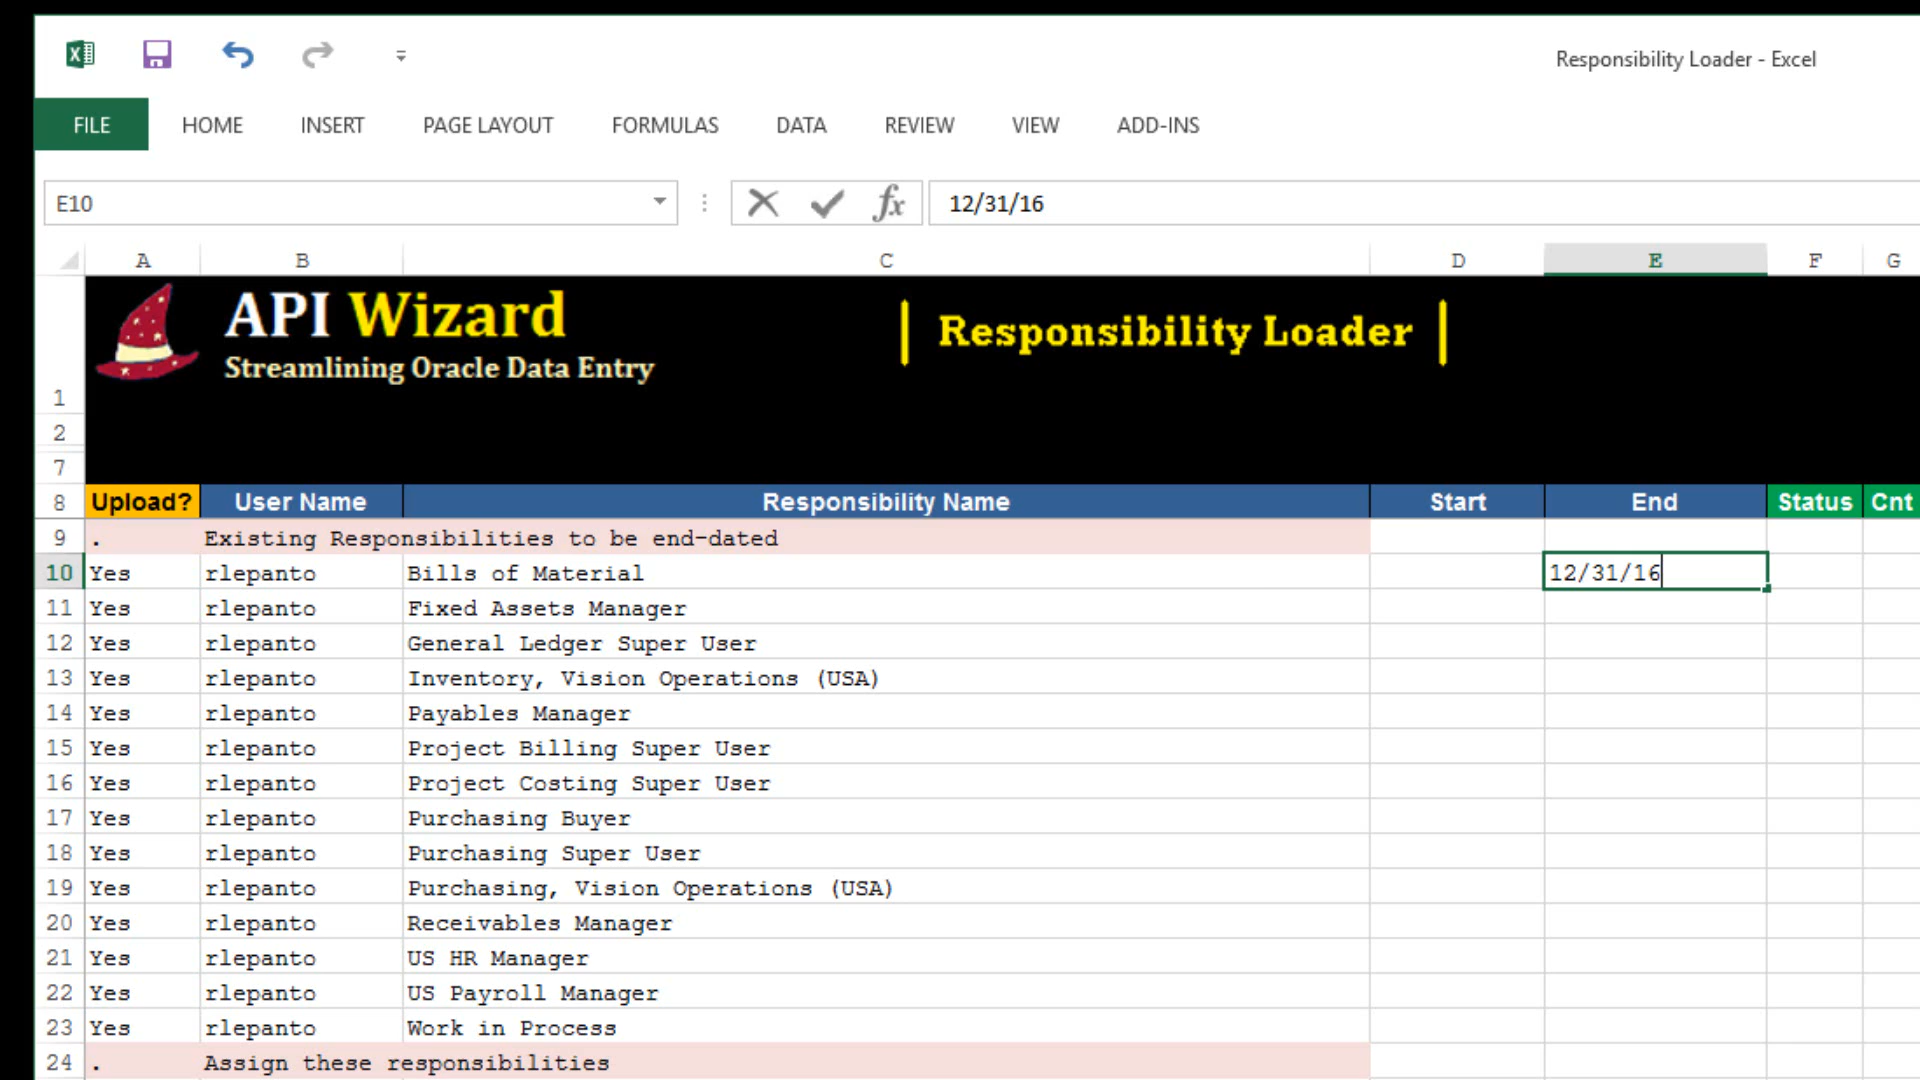 Responsibility Loader - Excel
FILE HOME INSERT PAGE LAYOUT FORMULAS DATA REVIEW VIEW ADD-INS
E10 fx 12/31/16
A B C D E F G
API Wizard
Streamlining Oracle Data Entry
| Responsibility Loader |
1
2
7
8 Upload? User Name Responsibility Name Start End Status Cnt
9 . Existing Responsibilities to be end-dated
10 Yes rlepanto Bills of Material 12/31/16
11 Yes rlepanto Fixed Assets Manager
12 Yes rlepanto General Ledger Super User
13 Yes rlepanto Inventory, Vision Operations (USA)
14 Yes rlepanto Payables Manager
15 Yes rlepanto Project Billing Super User
16 Yes rlepanto Project Costing Super User
17 Yes rlepanto Purchasing Buyer
18 Yes rlepanto Purchasing Super User
19 Yes rlepanto Purchasing, Vision Operations (USA)
20 Yes rlepanto Receivables Manager
21 Yes rlepanto US HR Manager
22 Yes rlepanto US Payroll Manager
23 Yes rlepanto Work in Process
24 . Assign these responsibilities